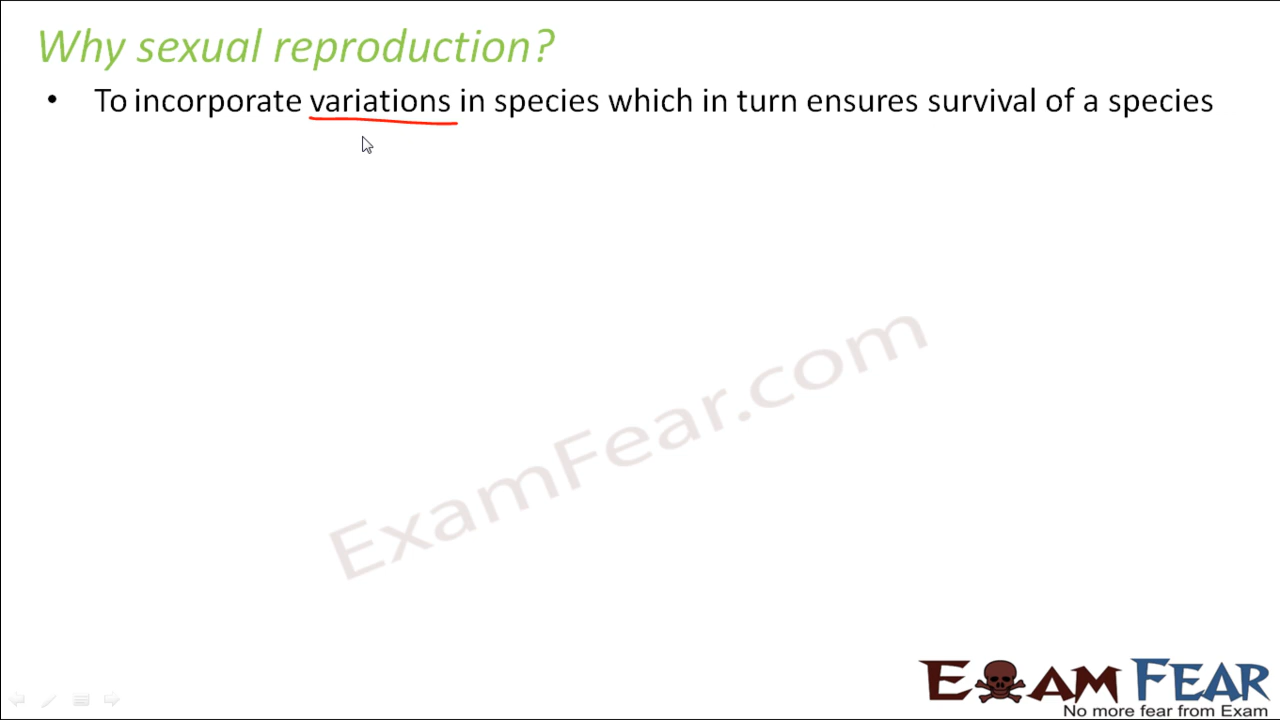 Why sexual reproduction?
• To incorporate variations in species which in turn ensures survival of a species
ExamFear.com
EXAM FEAR
No more fear from Exam